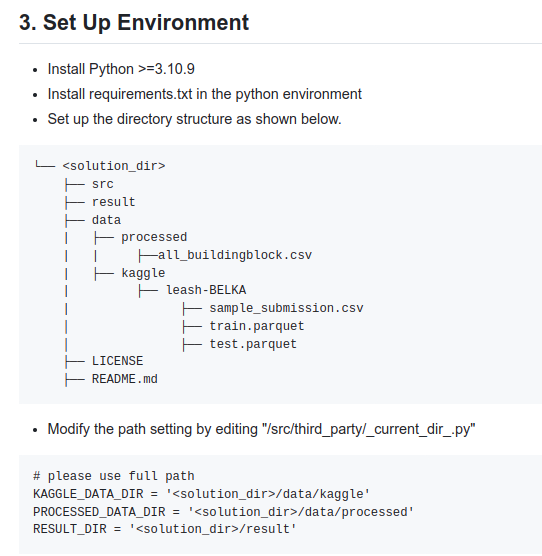 3. Set Up Environment
• Install Python >=3.10.9
• Install requirements.txt in the python environment
• Set up the directory structure as shown below.
└── <solution_dir>
    ├── src
    ├── result
    ├── data
    |   ├── processed
    |   |     ├──all_buildingblock.csv
    |   ├── kaggle
    |         ├── leash-BELKA
    |               ├── sample_submission.csv
    |               ├── train.parquet
    |               ├── test.parquet
    ├── LICENSE
    ├── README.md
• Modify the path setting by editing "/src/third_party/_current_dir_.py"
# please use full path
KAGGLE_DATA_DIR = '<solution_dir>/data/kaggle'
PROCESSED_DATA_DIR = '<solution_dir>/data/processed'
RESULT_DIR = '<solution_dir>/result'